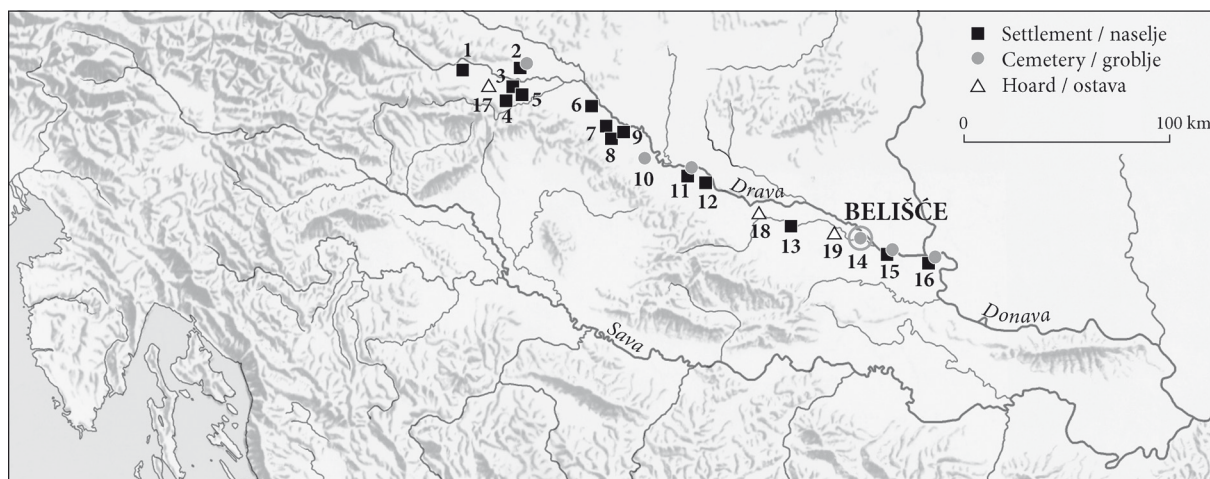 Settlement / naselje
Cemetery / groblje
Hoard / ostava
0 100 km
1
2
3
17
4
5
6
7
8
9
10
11
12
Drava
BELIŠĆE
18
13
19
14
15
16
Donava
Sava